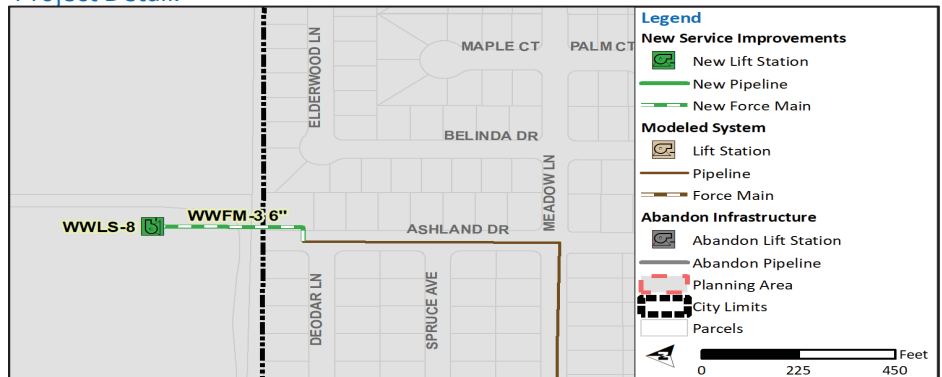 ELDERWOOD LN
MAPLE CT
PALM CT
BELINDA DR
MEADOW LN
WWLS-8
WWFM-3 6"
ASHLAND DR
DEODAR LN
SPRUCE AVE
Legend
New Service Improvements
New Lift Station
New Pipeline
New Force Main
Modeled System
Lift Station
Pipeline
Force Main
Abandon Infrastructure
Abandon Lift Station
Abandon Pipeline
Planning Area
City Limits
Parcels
Feet
0 225 450